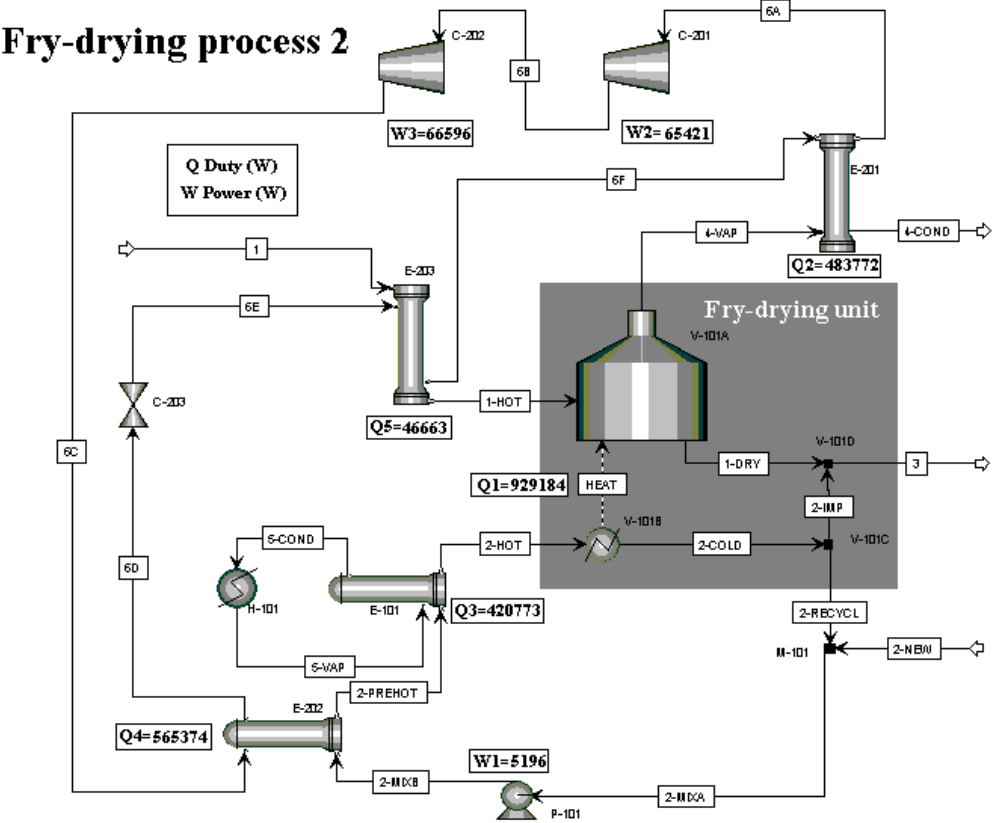 Fry-drying process 2
6A
C-202
C-201
6B
W3=66596
W2=65421
Q Duty (W)
W Power (W)
E-201
6F
1
4-VAP
4-COND
Q2=483772
E-203
6E
Fry-drying unit
V-101A
C-203
1-HOT
Q5=46663
V-101D
6C
1-DRY
3
Q1=929184
HEAT
2-IMP
V-101B
5-COND
2-HOT
2-COLD
V-101C
6D
H-101
E-101
Q3=420773
2-RECYCL
M-101
2-NEW
5-VAP
2-PREHOT
E-202
Q4=565374
W1=5196
2-MIXB
2-MIXA
P-101